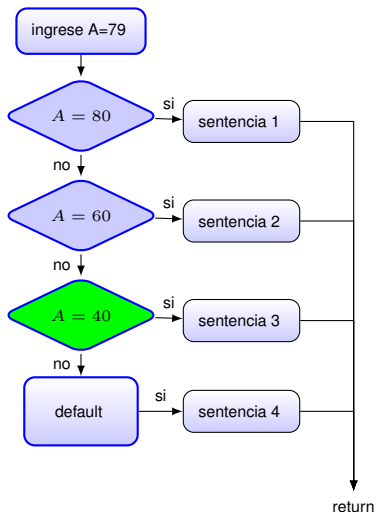 ingrese A=79
A = 80
si
sentencia 1
no
A = 60
si
sentencia 2
no
A = 40
si
sentencia 3
no
default
si
sentencia 4
return